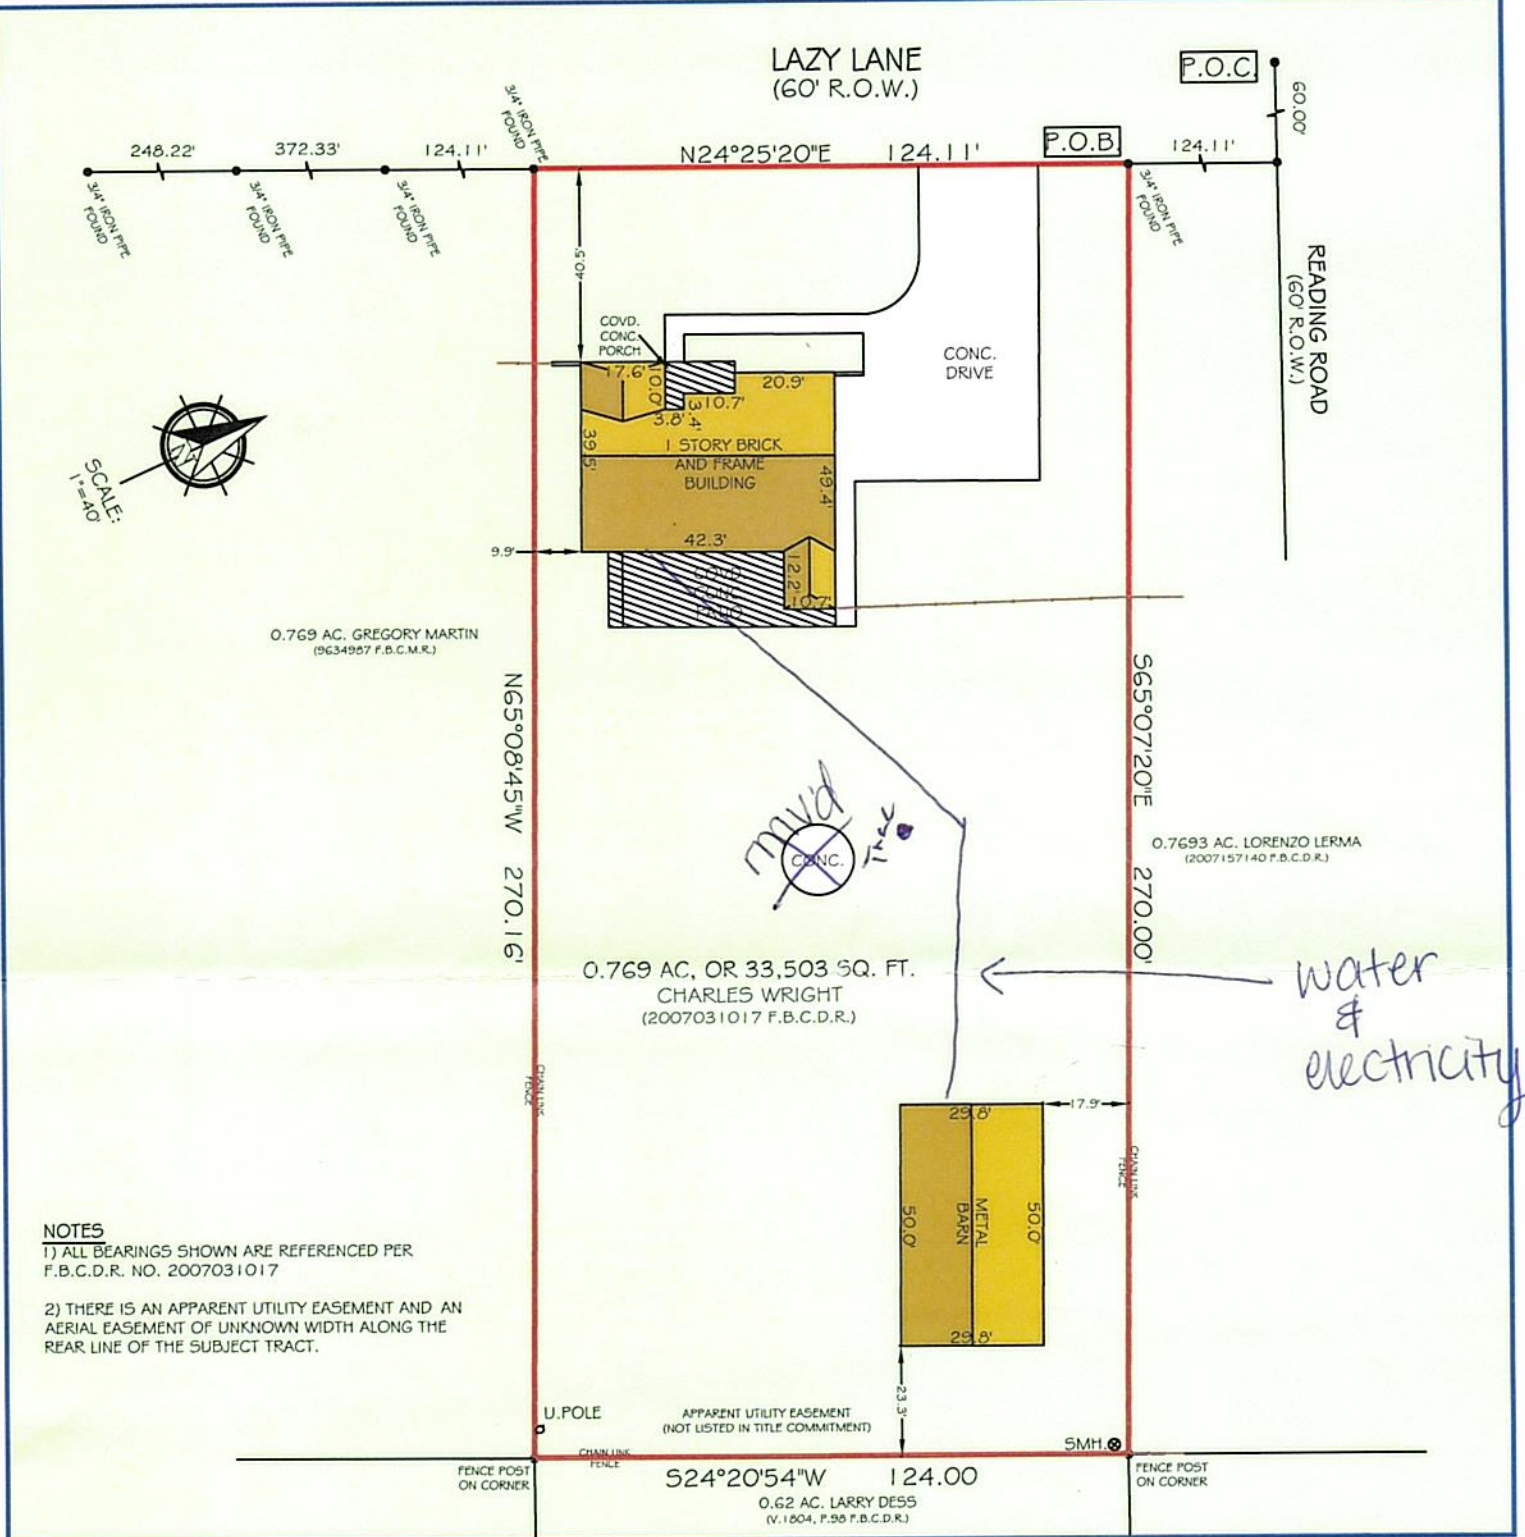 LAZY LANE
(60' R.O.W.)
P.O.C.
60.00'
3/4" IRON PIPE
FOUND
248.22'
372.33'
124.11'
N24°25'20"E 124.11'
P.O.B.
124.11'
3/4" IRON PIPE
FOUND
3/4" IRON PIPE
FOUND
3/4" IRON PIPE
FOUND
3/4" IRON PIPE
FOUND
READING ROAD
(60' R.O.W.)
40.5'
COVD.
CONC.
PORCH
CONC.
DRIVE
17.6'
10.0'
20.9'
10.7'
3.8'
3.4'
39.5'
1 STORY BRICK
AND FRAME
BUILDING
49.4'
N
SCALE:
1"=40'
42.3'
9.9'
COVD.
CONC.
PATIO
12.2'
10.7'
0.769 AC. GREGORY MARTIN
(9634987 F.B.C.M.R.)
N65°08'45"W 270.16'
S65°07'20"E 270.00'
rmv'd
CONC.
Tree
0.7693 AC. LORENZO LERMA
(2007157140 F.B.C.D.R.)
0.769 AC, OR 33,503 SQ. FT.
CHARLES WRIGHT
(2007031017 F.B.C.D.R.)
water
&
electricity
CHAIN LINK
FENCE
29.8'
17.9'
CHAIN LINK
FENCE
50.0'
METAL
BARN
50.0'
29.8'
NOTES
1) ALL BEARINGS SHOWN ARE REFERENCED PER
F.B.C.D.R. NO. 2007031017
2) THERE IS AN APPARENT UTILITY EASEMENT AND AN
AERIAL EASEMENT OF UNKNOWN WIDTH ALONG THE
REAR LINE OF THE SUBJECT TRACT.
23.3'
U.POLE
APPARENT UTILITY EASEMENT
(NOT LISTED IN TITLE COMMITMENT)
SMH.
CHAIN LINK
FENCE
FENCE POST
ON CORNER
S24°20'54"W 124.00
FENCE POST
ON CORNER
0.62 AC. LARRY DESS
(V.1804, P.98 F.B.C.D.R.)